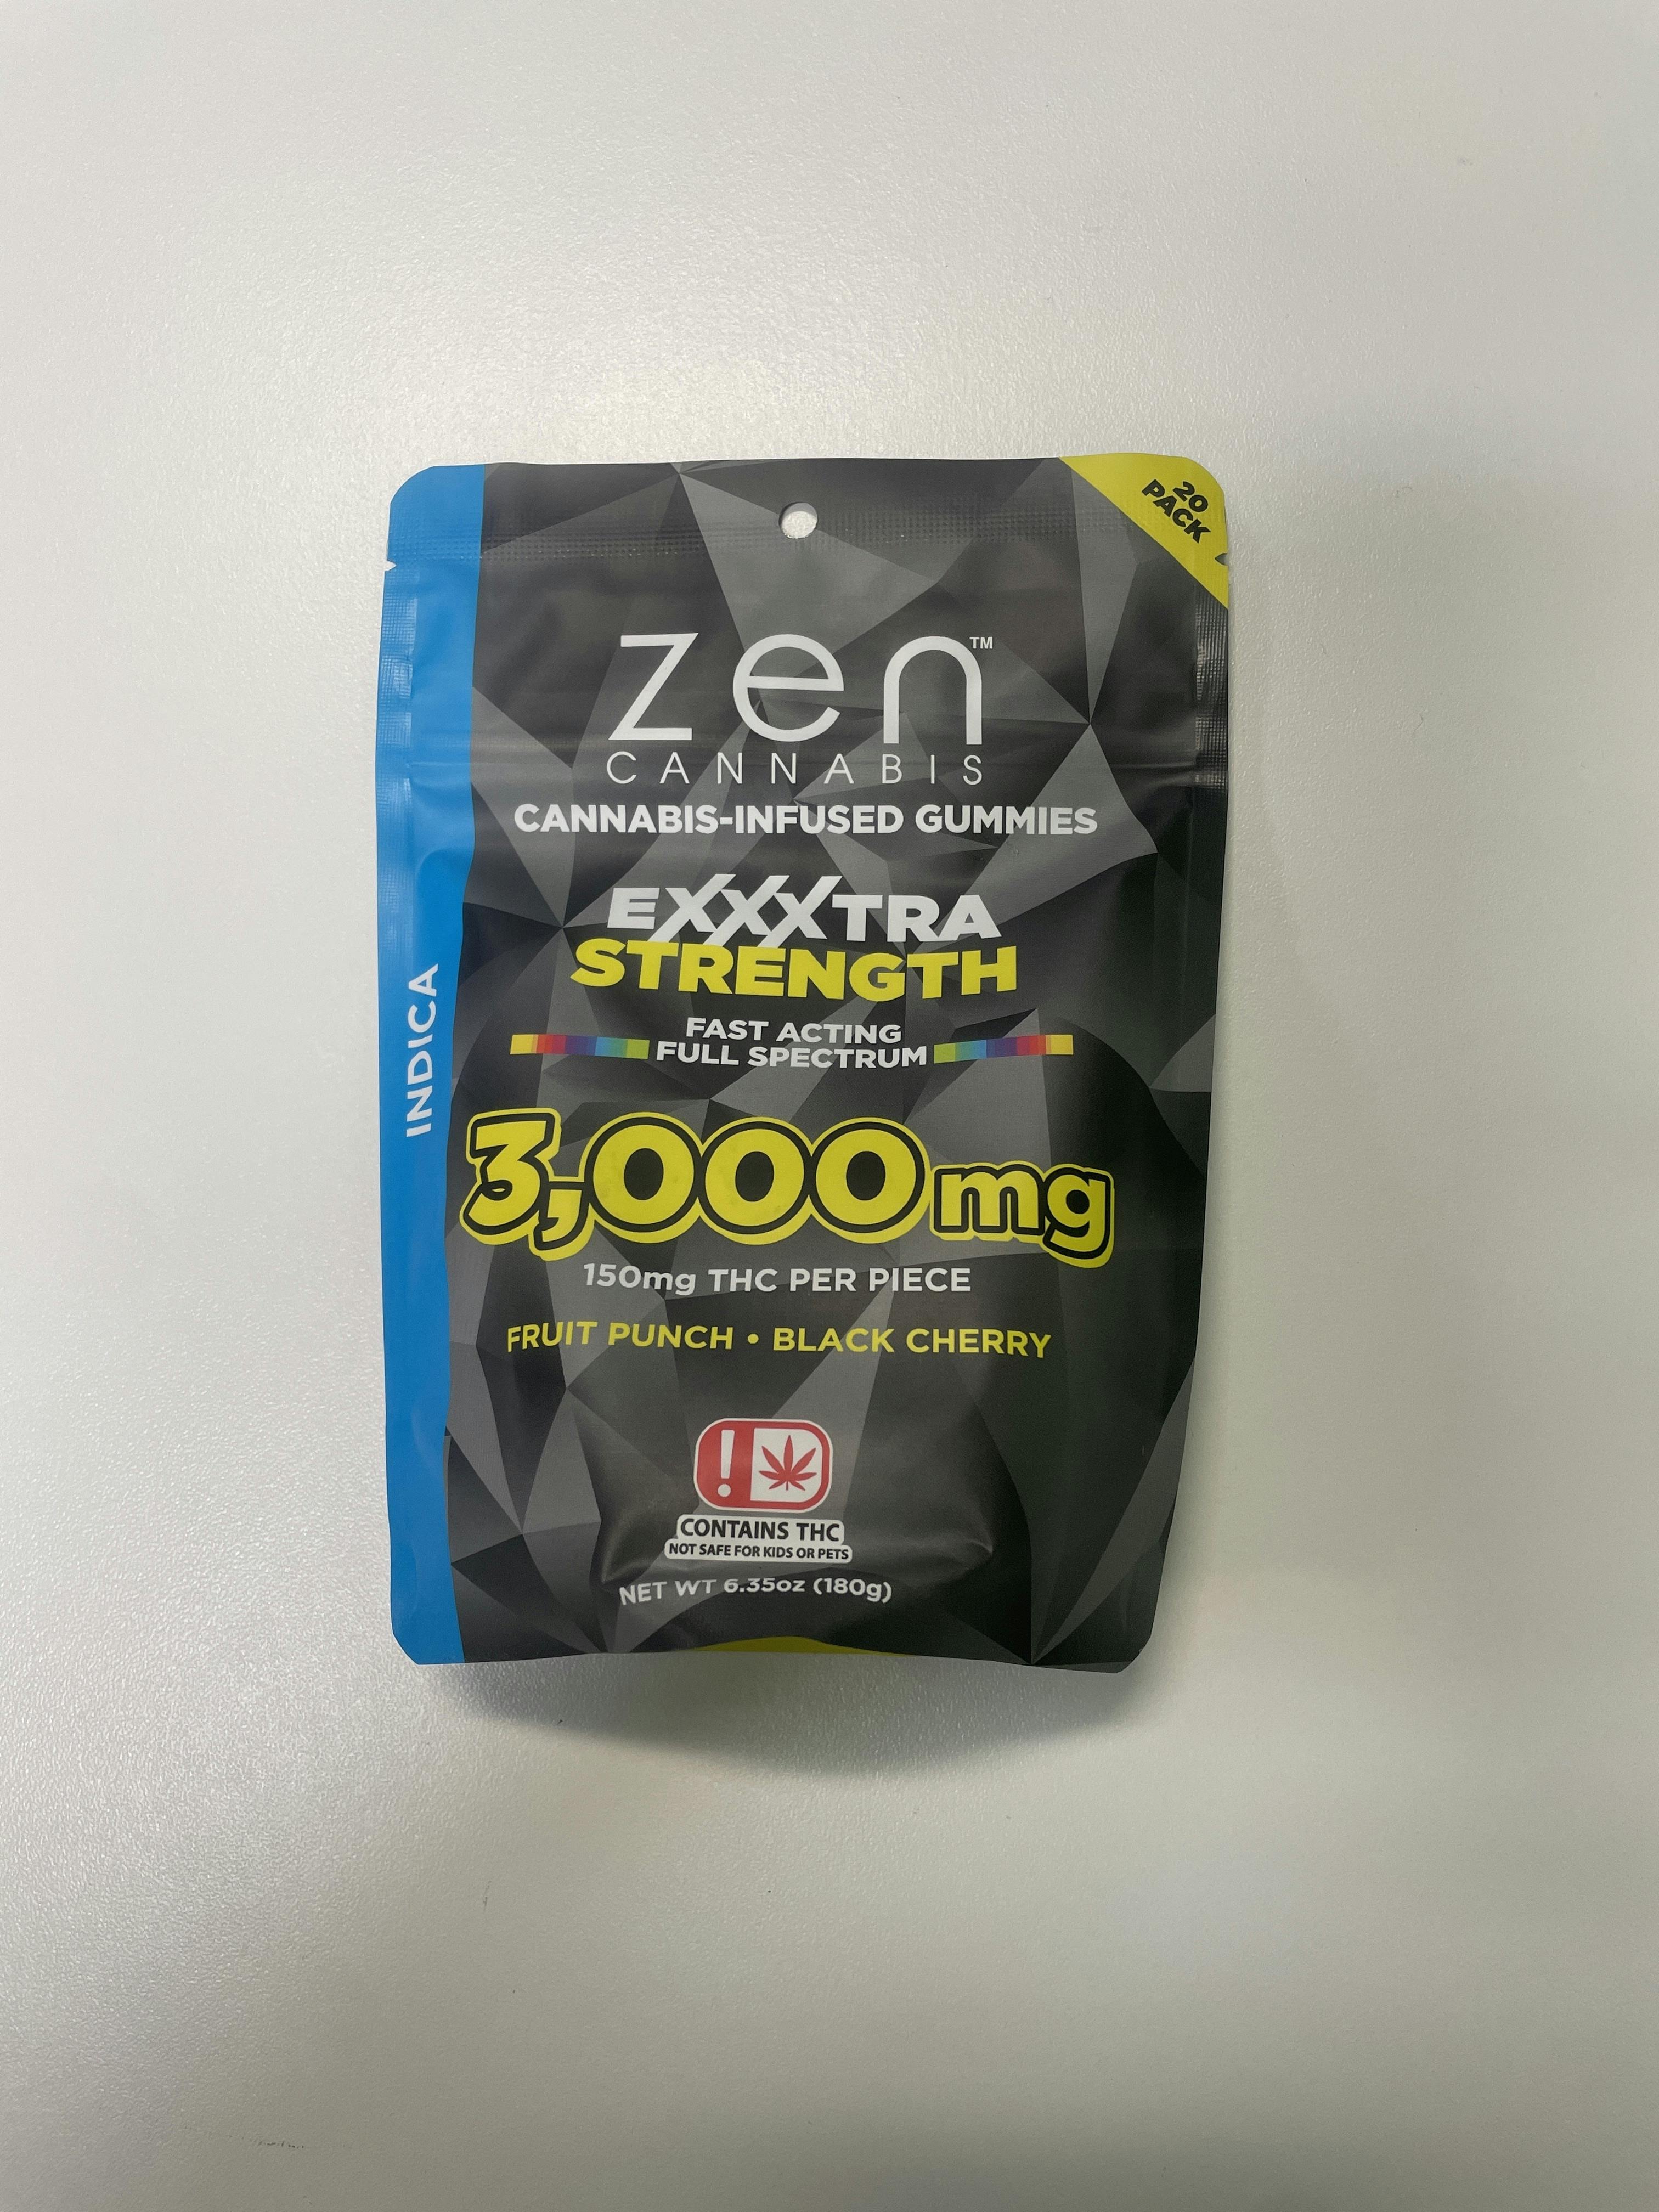 20
PACK
zen™
CANNABIS
CANNABIS-INFUSED GUMMIES
EXXXTRA
STRENGTH
FAST ACTING
FULL SPECTRUM
INDICA
3,000mg
150mg THC PER PIECE
FRUIT PUNCH • BLACK CHERRY
!
CONTAINS THC
NOT SAFE FOR KIDS OR PETS
NET WT 6.35oz (180g)